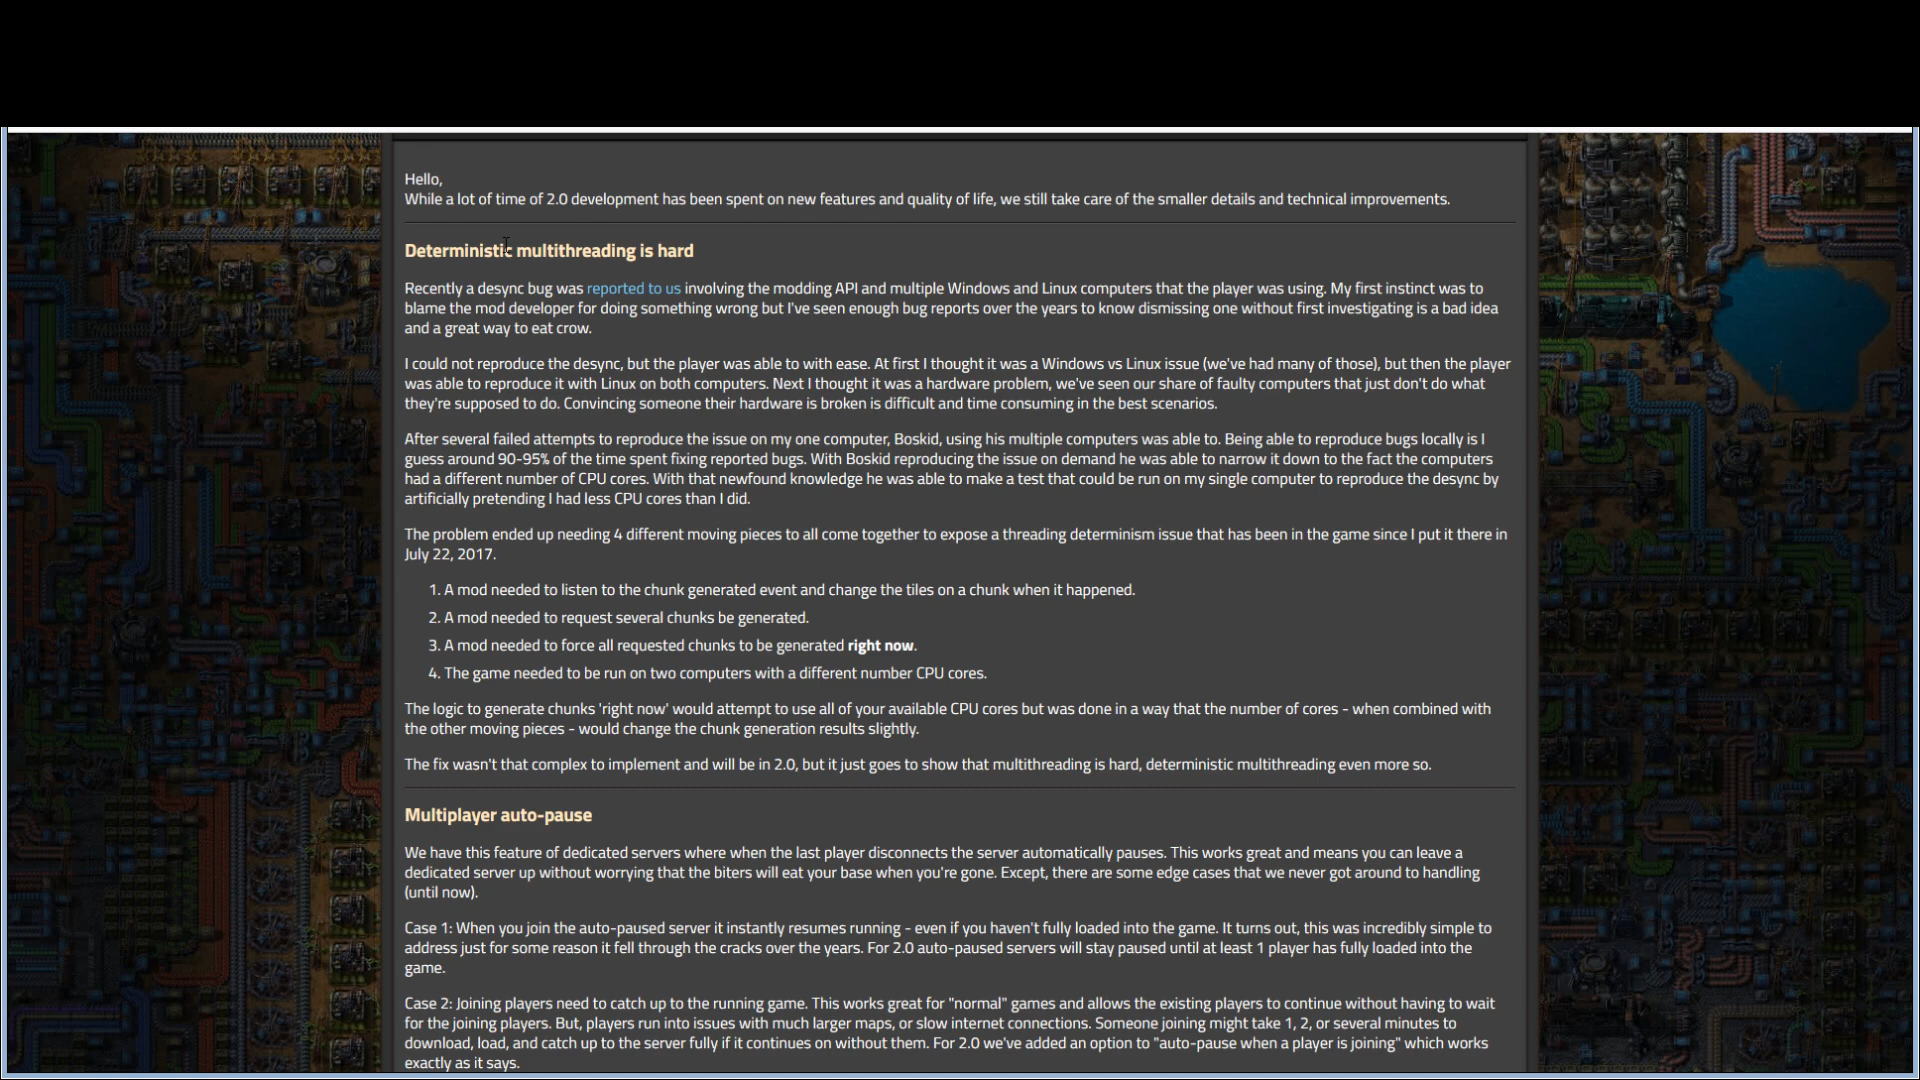 Hello,
While a lot of time of 2.0 development has been spent on new features and quality of life, we still take care of the smaller details and technical improvements.
Deterministic multithreading is hard
Recently a desync bug was reported to us involving the modding API and multiple Windows and Linux computers that the player was using. My first instinct was to
blame the mod developer for doing something wrong but I've seen enough bug reports over the years to know dismissing one without first investigating is a bad idea
and a great way to eat crow.
I could not reproduce the desync, but the player was able to with ease. At first I thought it was a Windows vs Linux issue (we've had many of those), but then the player
was able to reproduce it with Linux on both computers. Next I thought it was a hardware problem, we've seen our share of faulty computers that just don't do what
they're supposed to do. Convincing someone their hardware is broken is difficult and time consuming in the best scenarios.
After several failed attempts to reproduce the issue on my one computer, Boskid, using his multiple computers was able to. Being able to reproduce bugs locally is I
guess around 90-95% of the time spent fixing reported bugs. With Boskid reproducing the issue on demand he was able to narrow it down to the fact the computers
had a different number of CPU cores. With that newfound knowledge he was able to make a test that could be run on my single computer to reproduce the desync by
artificially pretending I had less CPU cores than I did.
The problem ended up needing 4 different moving pieces to all come together to expose a threading determinism issue that has been in the game since I put it there in
July 22, 2017.
1. A mod needed to listen to the chunk generated event and change the tiles on a chunk when it happened.
2. A mod needed to request several chunks be generated.
3. A mod needed to force all requested chunks to be generated right now.
4. The game needed to be run on two computers with a different number CPU cores.
The logic to generate chunks 'right now' would attempt to use all of your available CPU cores but was done in a way that the number of cores - when combined with
the other moving pieces - would change the chunk generation results slightly.
The fix wasn't that complex to implement and will be in 2.0, but it just goes to show that multithreading is hard, deterministic multithreading even more so.
Multiplayer auto-pause
We have this feature of dedicated servers where when the last player disconnects the server automatically pauses. This works great and means you can leave a
dedicated server up without worrying that the biters will eat your base when you're gone. Except, there are some edge cases that we never got around to handling
(until now).
Case 1: When you join the auto-paused server it instantly resumes running - even if you haven't fully loaded into the game. It turns out, this was incredibly simple to
address just for some reason it fell through the cracks over the years. For 2.0 auto-paused servers will stay paused until at least 1 player has fully loaded into the
game.
Case 2: Joining players need to catch up to the running game. This works great for "normal" games and allows the existing players to continue without having to wait
for the joining players. But, players run into issues with much larger maps, or slow internet connections. Someone joining might take 1, 2, or several minutes to
download, load, and catch up to the server fully if it continues on without them. For 2.0 we've added an option to "auto-pause when a player is joining" which works
exactly as it says.